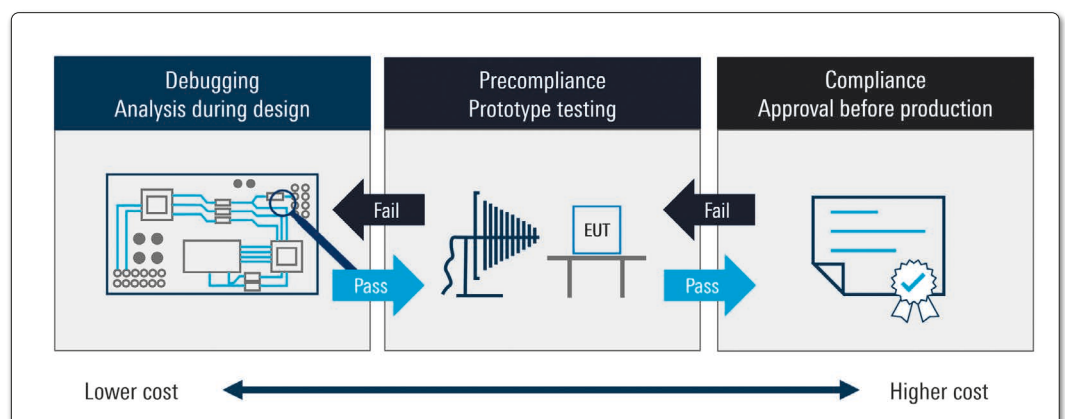 Debugging
Analysis during design
Precompliance
Prototype testing
Compliance
Approval before production
Fail
Fail
EUT
Pass
Pass
Lower cost
Higher cost